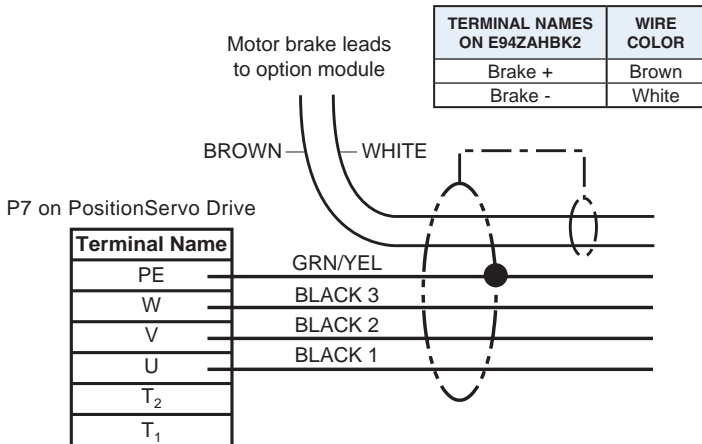 Motor brake leads
to option module
TERMINAL NAMES
ON E94ZAHBK2
WIRE
COLOR
Brake + Brown
Brake - White
BROWN WHITE
P7 on PositionServo Drive
Terminal Name
PE GRN/YEL
W BLACK 3
V BLACK 2
U BLACK 1
T2
T1